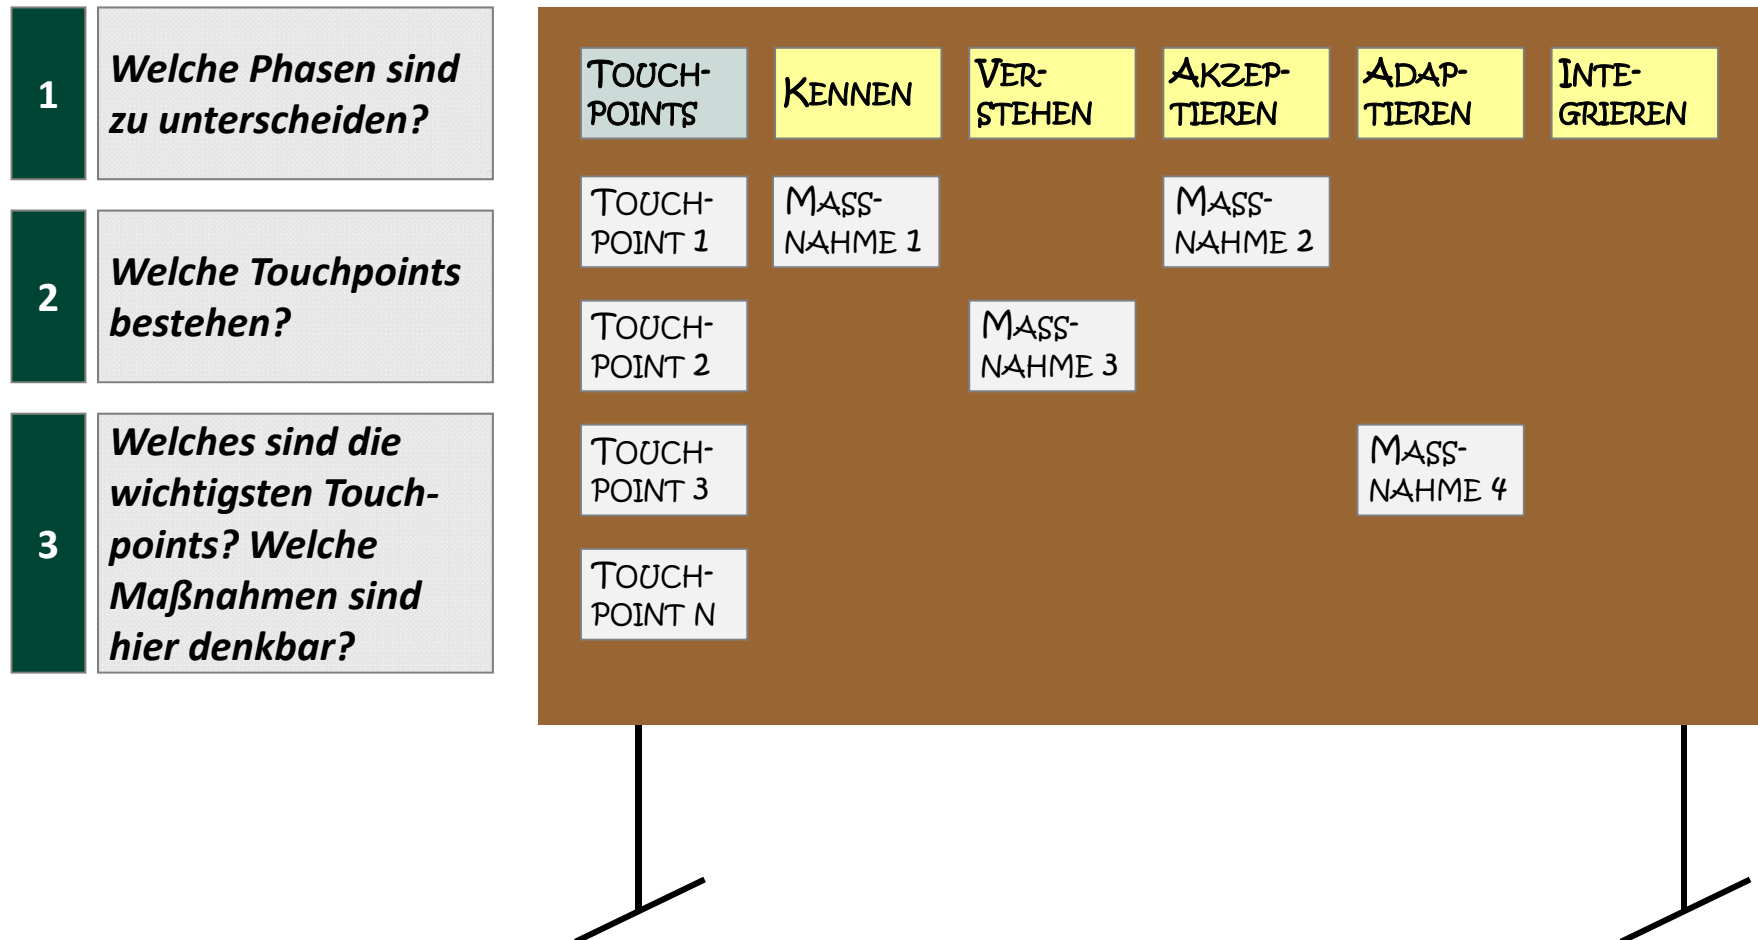 1
Welche Phasen sind
zu unterscheiden?
2
Welche Touchpoints
bestehen?
3
Welches sind die
wichtigsten Touch-
points? Welche
Maßnahmen sind
hier denkbar?
TOUCH-
POINTS
KENNEN
VER-
STEHEN
AKZEP-
TIEREN
ADAP-
TIEREN
INTE-
GRIEREN
TOUCH-
POINT 1
MASS-
NAHME 1
MASS-
NAHME 2
TOUCH-
POINT 2
MASS-
NAHME 3
TOUCH-
POINT 3
MASS-
NAHME 4
TOUCH-
POINT N